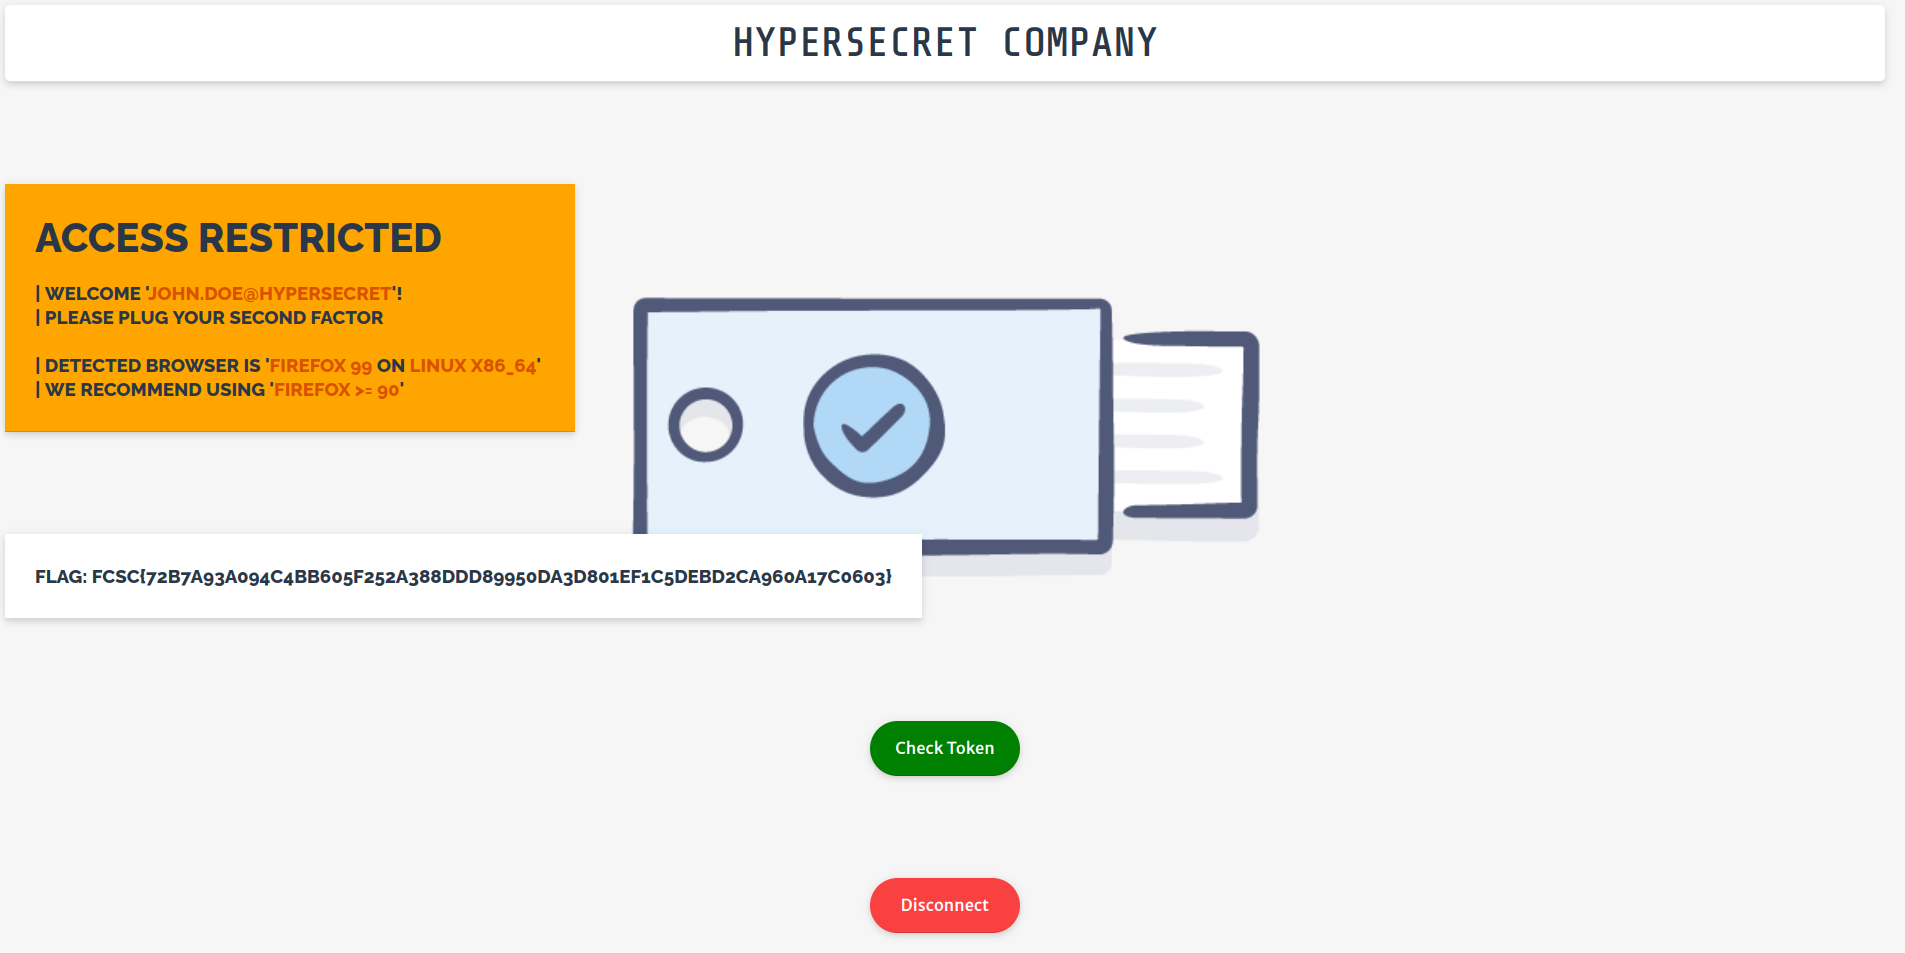 HYPERSECRET COMPANY
ACCESS RESTRICTED
| WELCOME 'JOHN.DOE@HYPERSECRET'!
| PLEASE PLUG YOUR SECOND FACTOR
| DETECTED BROWSER IS 'FIREFOX 99 ON LINUX X86_64'
| WE RECOMMEND USING 'FIREFOX >= 90'
FLAG: FCSC{72B7A93A094C4BB605F252A388DDD89950DA3D801EF1C5DEBD2CA960A17C0603}
Check Token
Disconnect